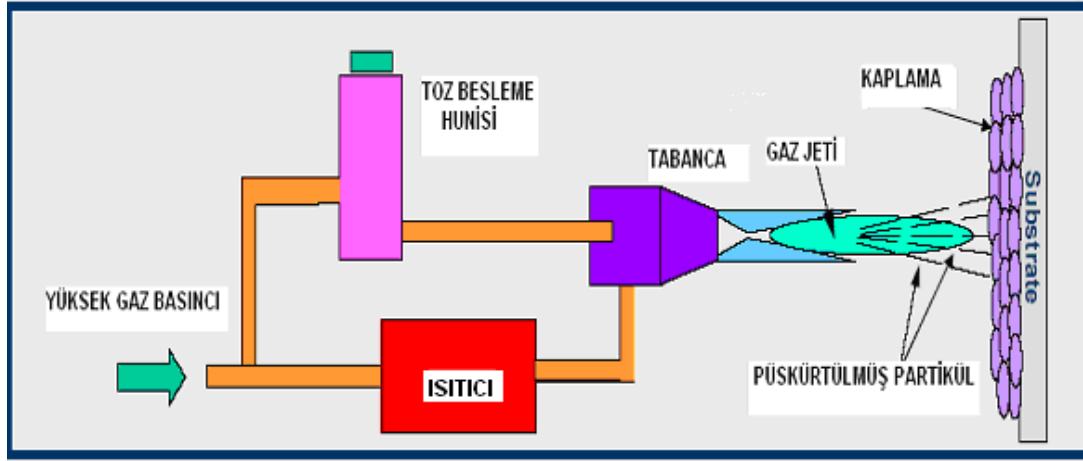 TOZ BESLEME
HUNİSİ
KAPLAMA
TABANCA
GAZ JETİ
Substrate
YÜKSEK GAZ BASINCI
ISITICI
PÜSKÜRTÜLMÜŞ PARTİKÜL